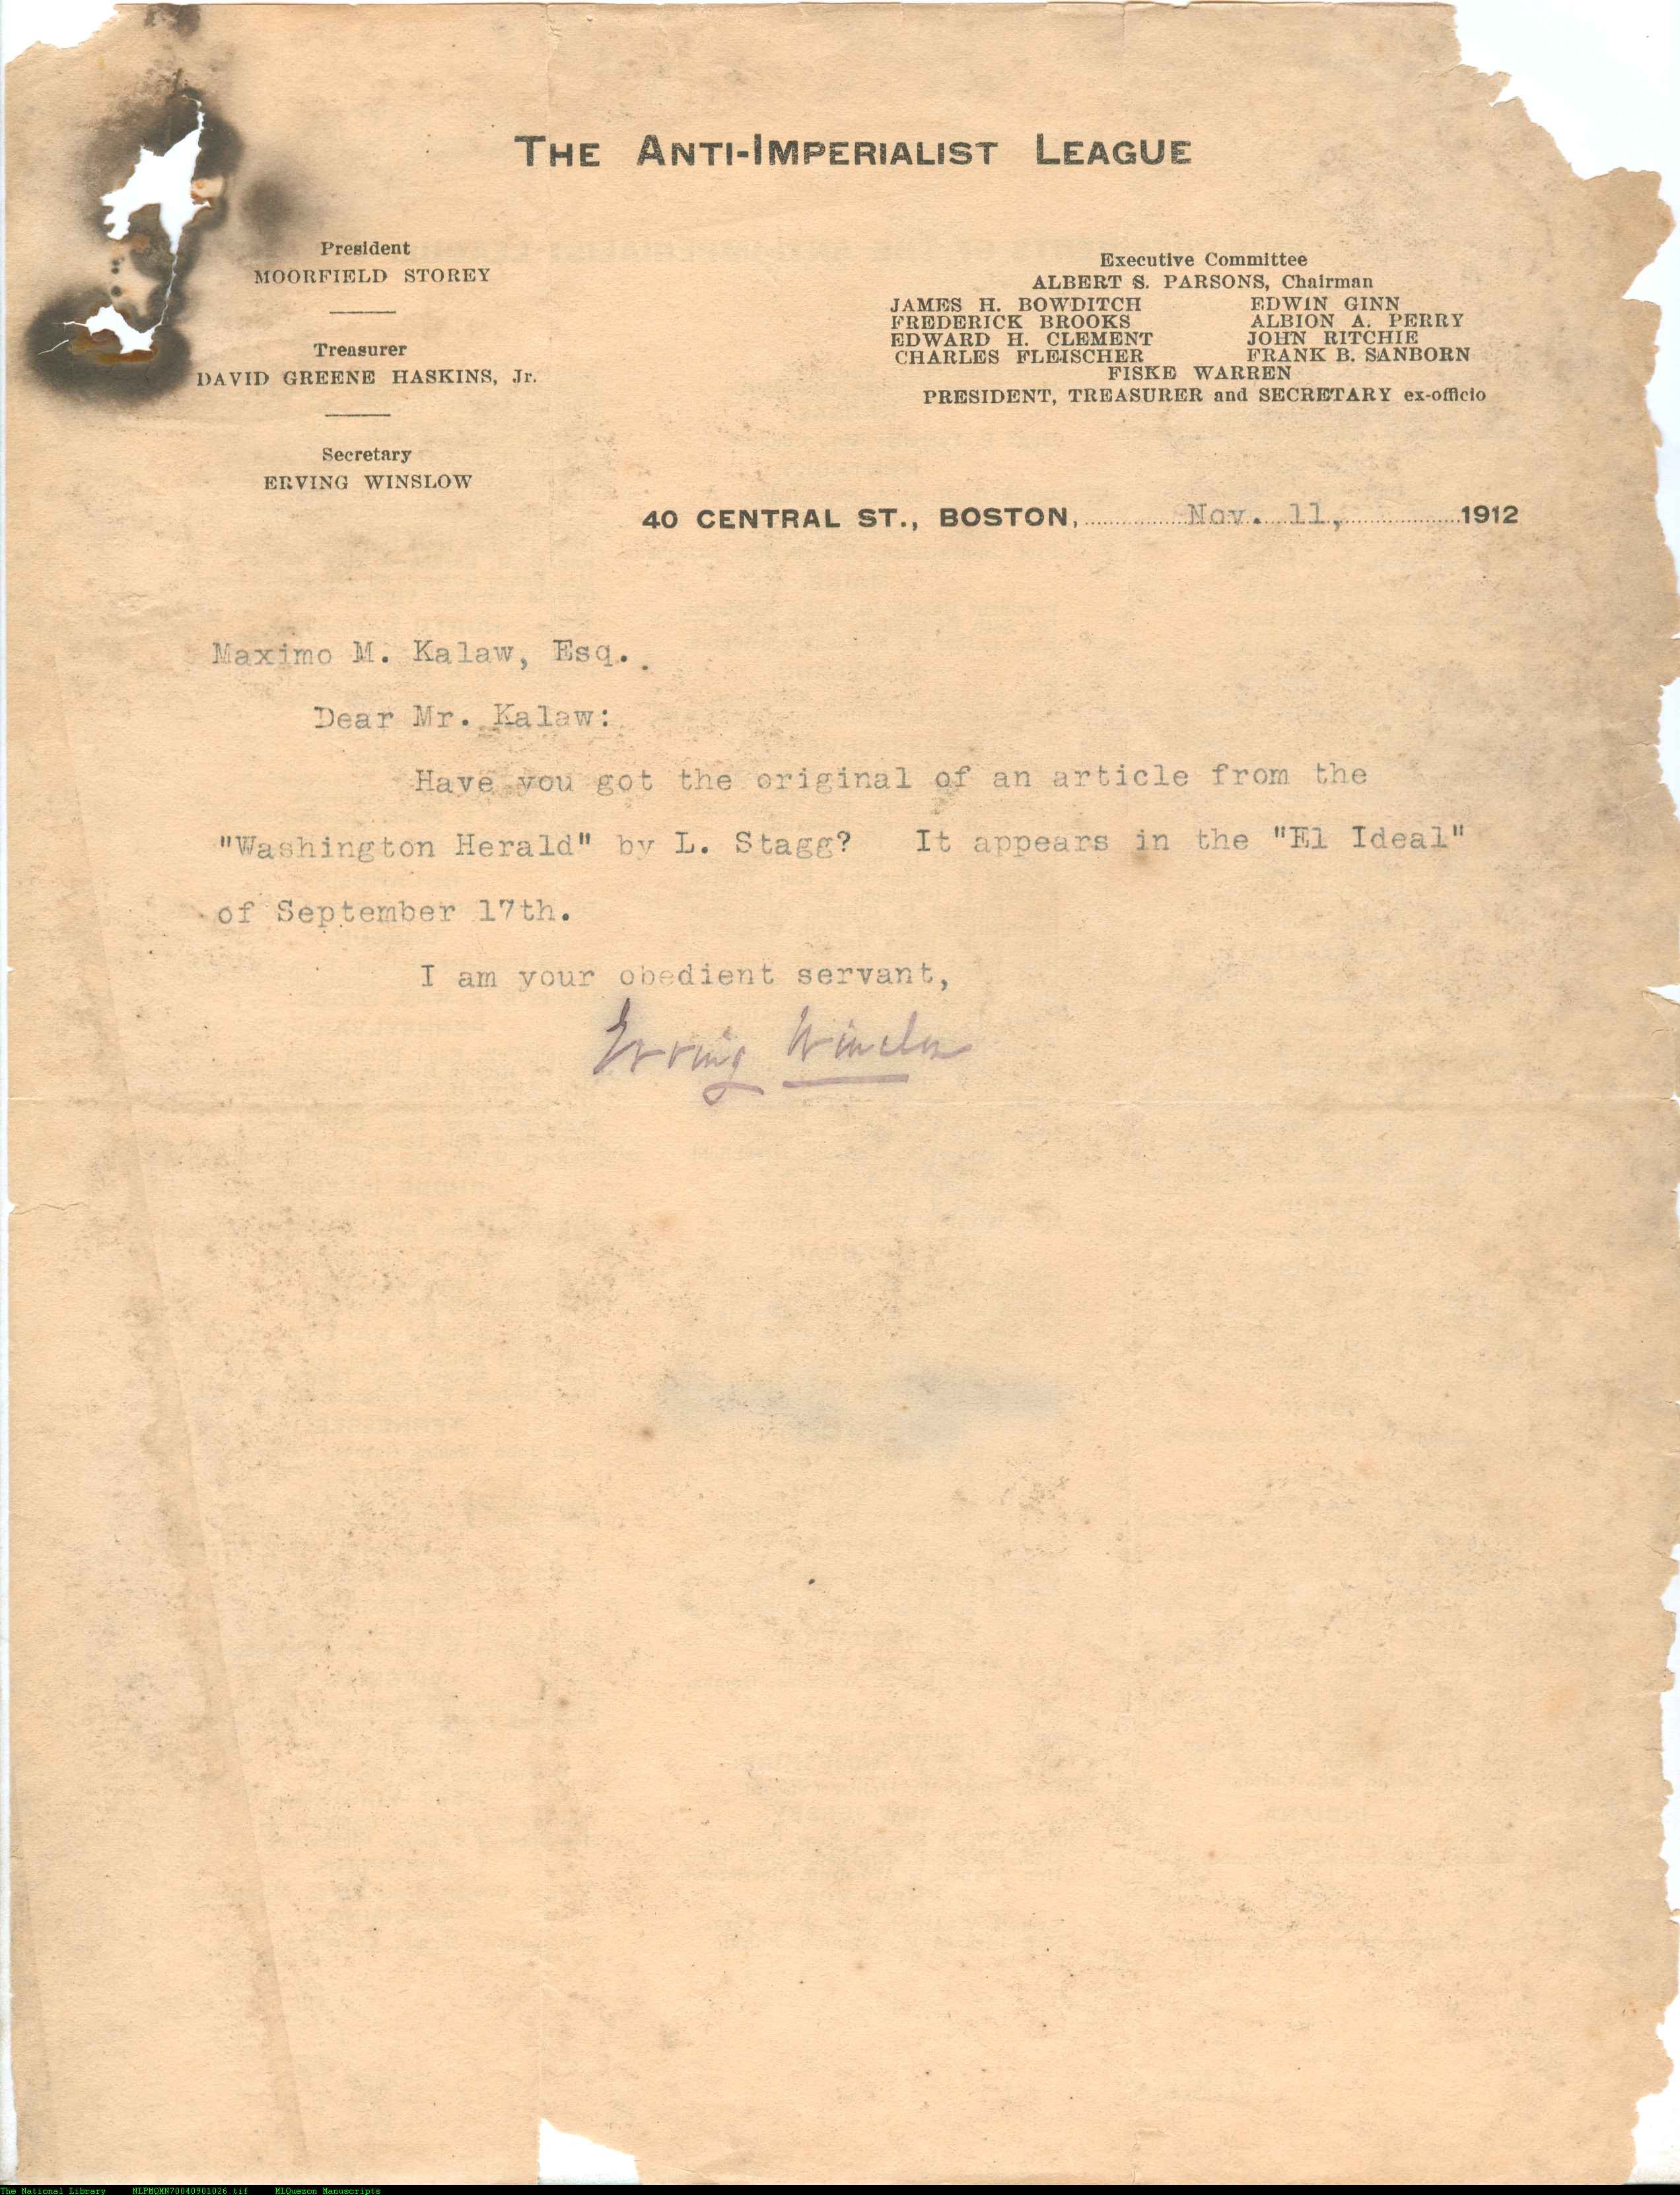 THE ANTI-IMPERIALIST LEAGUE
President
MOORFIELD STOREY
Treasurer
DAVID GREENE HASKINS, Jr.
Secretary
ERVING WINSLOW
Executive Committee
ALBERT S. PARSONS, Chairman
JAMES H. BOWDITCH EDWIN GINN
FREDERICK BROOKS ALBION A. PERRY
EDWARD H. CLEMENT JOHN RITCHIE
CHARLES FLEISCHER FRANK B. SANBORN
FISKE WARREN
PRESIDENT, TREASURER and SECRETARY ex-officio
40 CENTRAL ST., BOSTON, Nov. 11, 1912
Maximo M. Kalaw, Esq..
Dear Mr. Kalaw:
Have you got the original of an article from the
"Washington Herald" by L. Stagg? It appears in the "El Ideal"
of September 17th.
I am your obedient servant,
Erving Winslow
The National Library NLPMQMN70040901026.tif MLQuezon Manuscripts